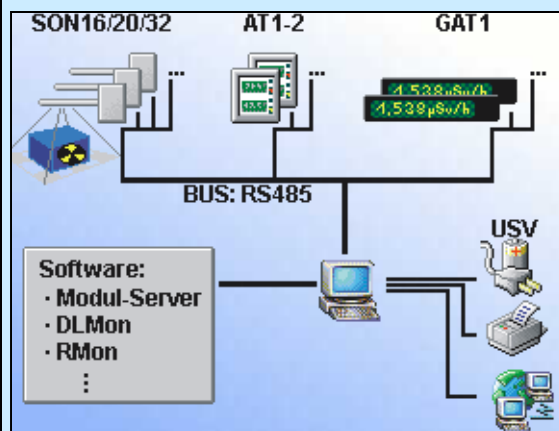 SON16/20/32 AT1-2 GAT1
... ... ...
1,538µSv/h
1,538µSv/h
BUS: RS485
USV
Software:
· Modul-Server
· DLMon
· RMon
⋮